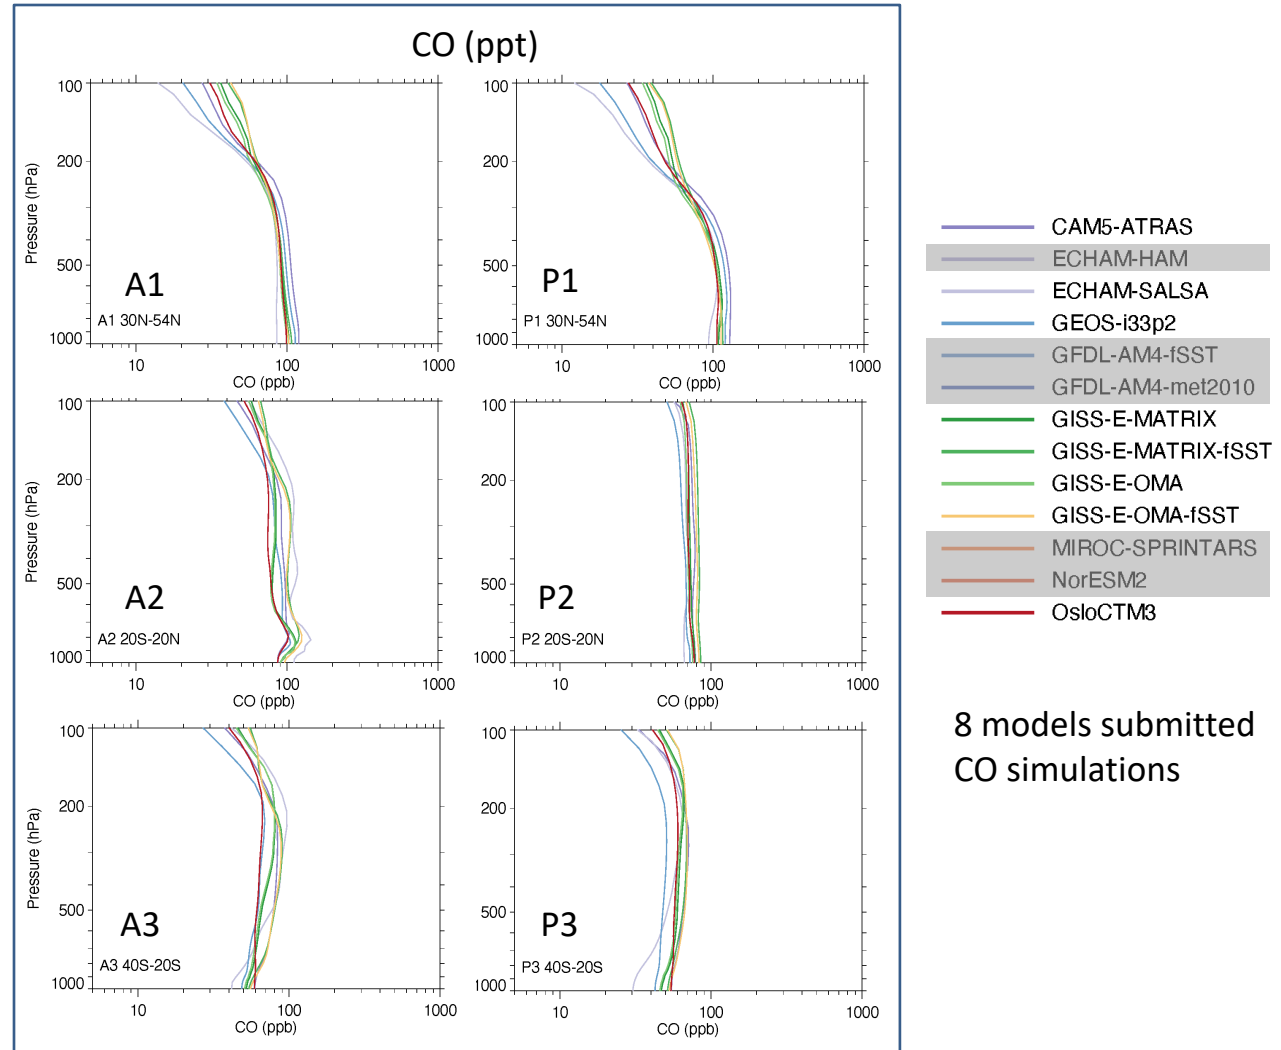 CO (ppt)
100
200
500
1000
Pressure (hPa)
A1
A1 30N-54N
10 100 1000
CO (ppb)
100
200
500
1000
P1
P1 30N-54N
10 100 1000
CO (ppb)
100
200
500
1000
Pressure (hPa)
A2
A2 20S-20N
10 100 1000
CO (ppb)
100
200
500
1000
P2
P2 20S-20N
10 100 1000
CO (ppb)
100
200
500
1000
Pressure (hPa)
A3
A3 40S-20S
10 100 1000
CO (ppb)
100
200
500
1000
P3
P3 40S-20S
10 100 1000
CO (ppb)
CAM5-ATRAS
ECHAM-HAM
ECHAM-SALSA
GEOS-i33p2
GFDL-AM4-fSST
GFDL-AM4-met2010
GISS-E-MATRIX
GISS-E-MATRIX-fSST
GISS-E-OMA
GISS-E-OMA-fSST
MIROC-SPRINTARS
NorESM2
OsloCTM3
8 models submitted
CO simulations